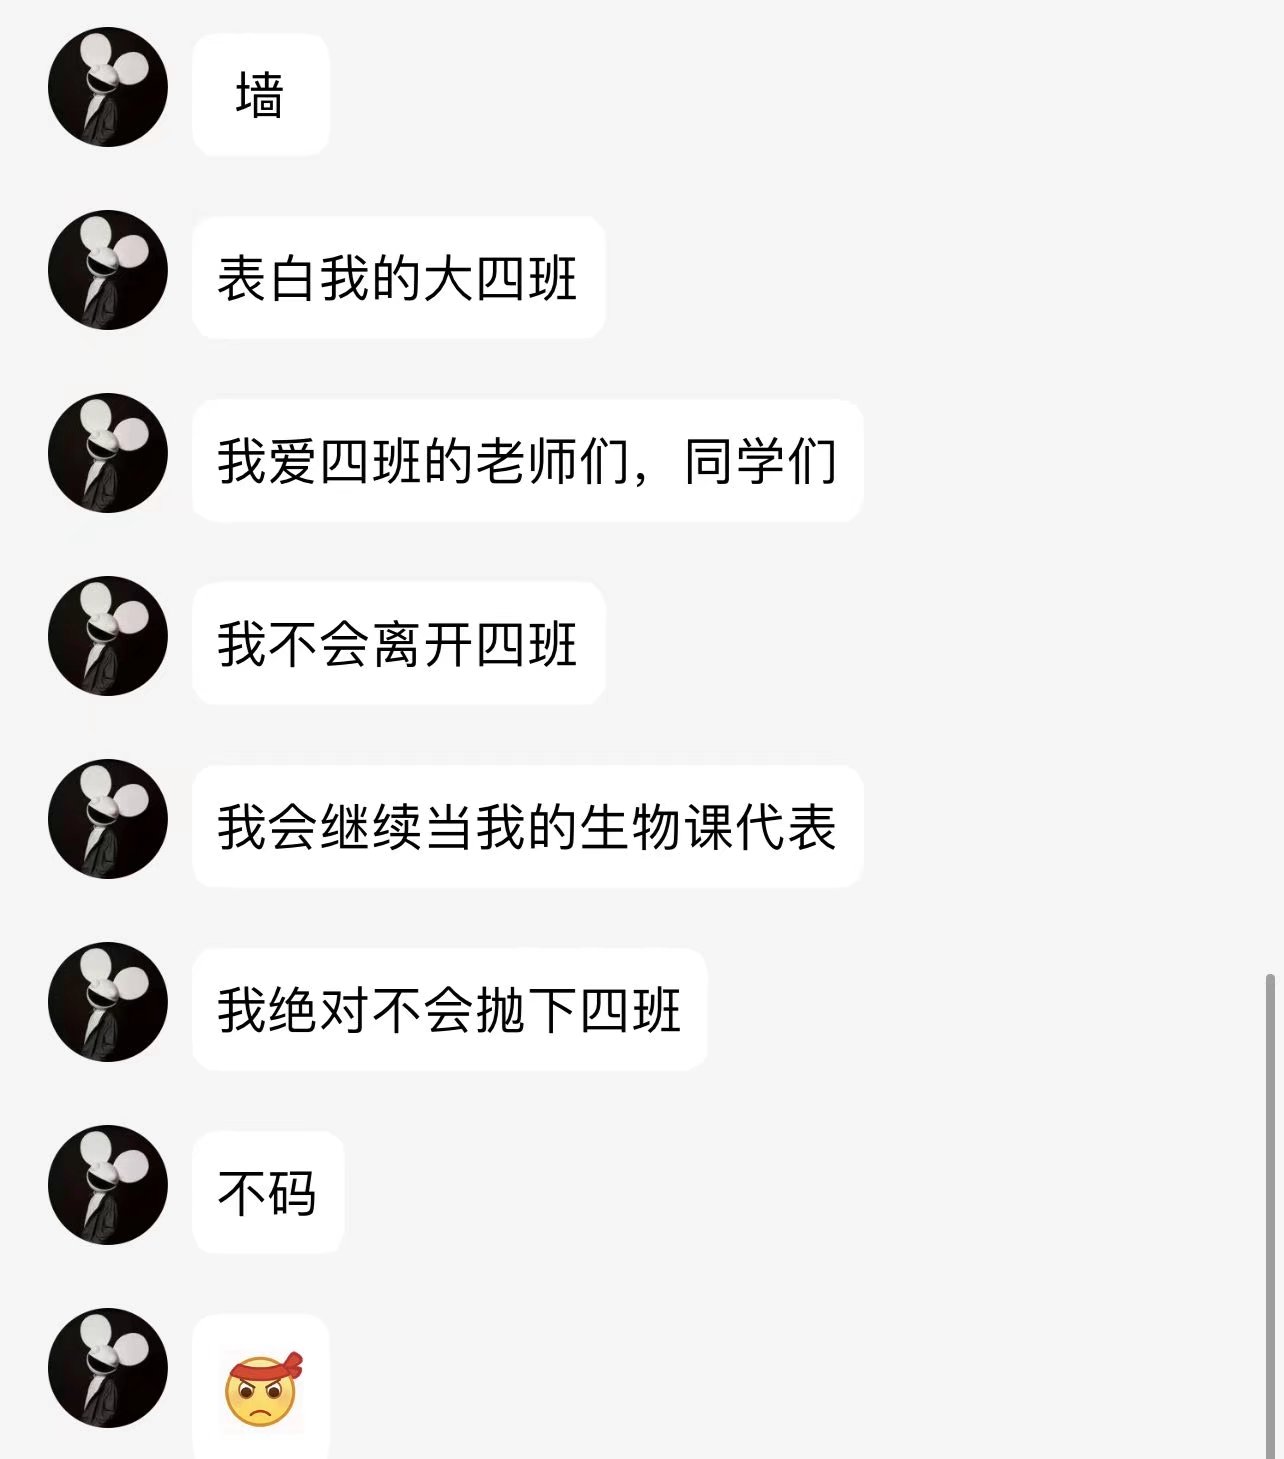 墙
表白我的大四班
我爱四班的老师们，同学们
我不会离开四班
我会继续当我的生物课代表
我绝对不会抛下四班
不码